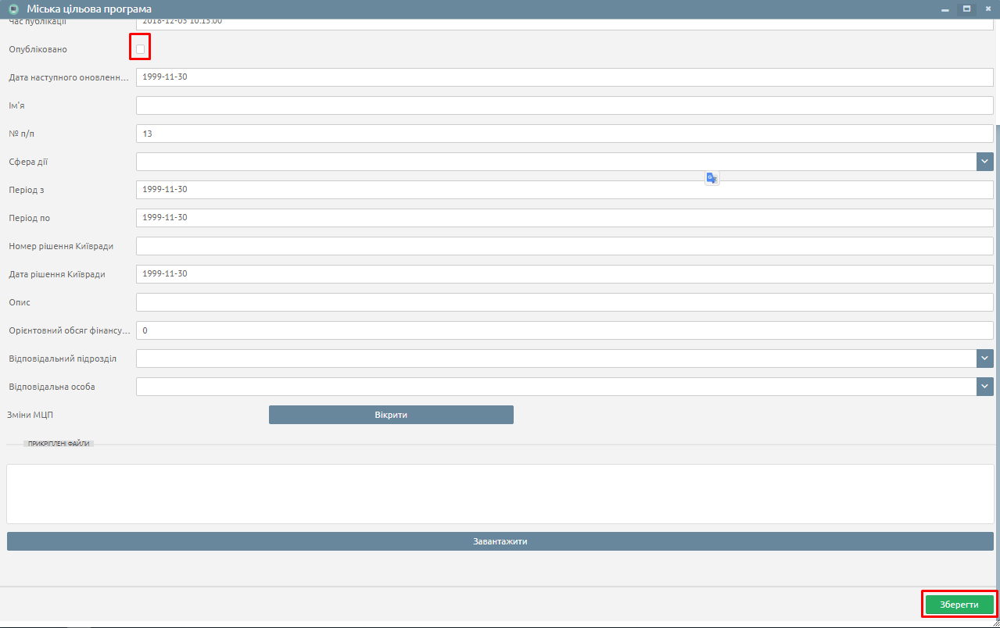 Міська цільова програма
Час публікації 2018-12-05 10:15:00
Опубліковано
Дата наступного оновленн... 1999-11-30
Ім'я
№ п/п 13
Сфера дії
Період з 1999-11-30
Період по 1999-11-30
Номер рішення Київради
Дата рішення Київради 1999-11-30
Опис
Орієнтовний обсяг фінансу... 0
Відповідальний підрозділ
Відповідальна особа
Зміни МЦП Вікрити
ПРИКРІПЛЕНІ ФАЙЛИ
Завантажити
Зберегти